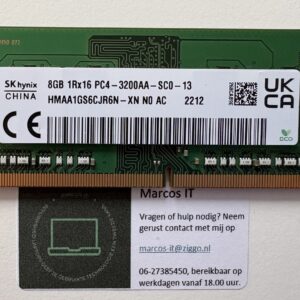 SK hynix
CHINA
8GB 1Rx16 PC4-3200AA-SC0-13
HMAA1GS6CJR6N-XN N0 AC 2212
CE
UK
CA
ECO
Marcos IT
Vragen of hulp nodig? Neem
gerust contact met mij op
marcos-it@ziggo.nl
06-27385450, bereikbaar op
werkdagen vanaf 18.00 uur.